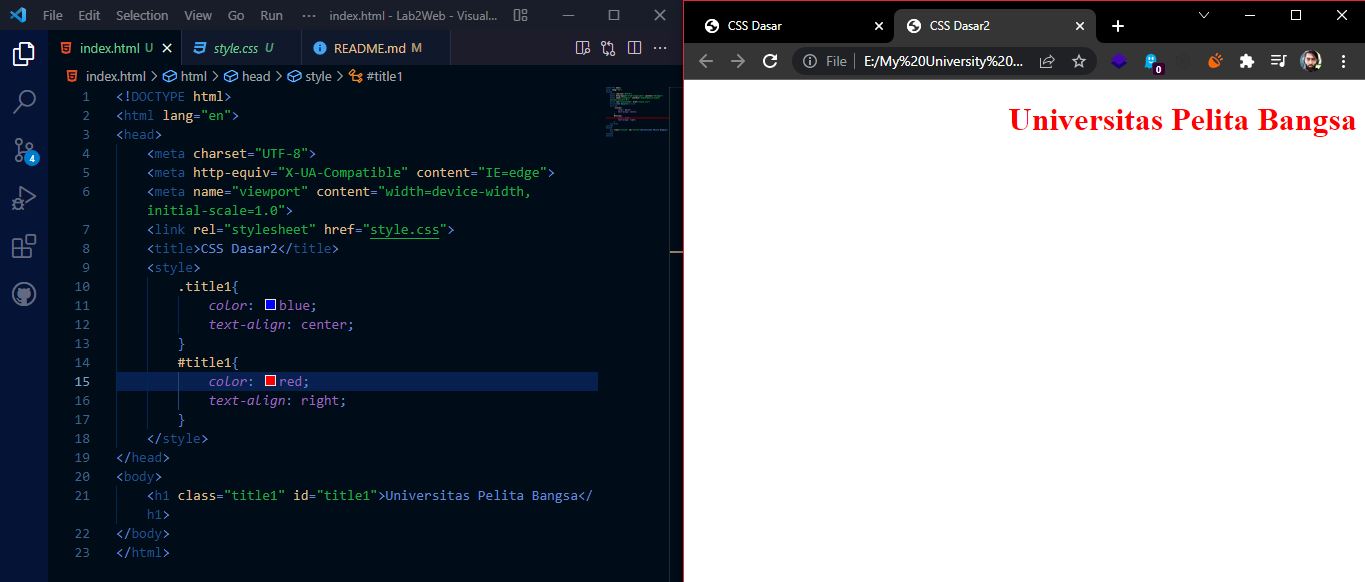 File Edit Selection View Go Run ··· index.html - Lab2Web - Visual...
index.html U style.css U README.md M
index.html > html > head > style > #title1
1 <!DOCTYPE html>
2 <html lang="en">
3 <head>
4 <meta charset="UTF-8">
5 <meta http-equiv="X-UA-Compatible" content="IE=edge">
6 <meta name="viewport" content="width=device-width,
initial-scale=1.0">
7 <link rel="stylesheet" href="style.css">
8 <title>CSS Dasar2</title>
9 <style>
10 .title1{
11 color: blue;
12 text-align: center;
13 }
14 #title1{
15 color: red;
16 text-align: right;
17 }
18 </style>
19 </head>
20 <body>
21 <h1 class="title1" id="title1">Universitas Pelita Bangsa</
h1>
22 </body>
23 </html>
4
CSS Dasar CSS Dasar2
File E:/My%20University%20... 0
Universitas Pelita Bangsa